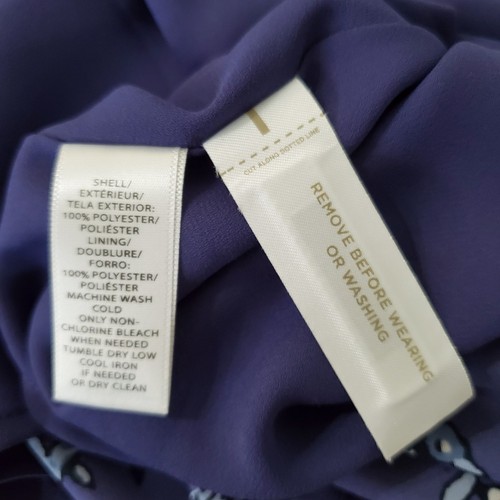 SHELL/
EXTÉRIEUR/
TELA EXTERIOR:
100% POLYESTER/
POLIÉSTER
LINING/
DOUBLURE/
FORRO:
100% POLYESTER/
POLIÉSTER
MACHINE WASH
COLD
ONLY NON-
CHLORINE BLEACH
WHEN NEEDED
TUMBLE DRY LOW
COOL IRON
IF NEEDED
OR DRY CLEAN
CUT ALONG DOTTED LINE
REMOVE BEFORE WEARING
OR WASHING